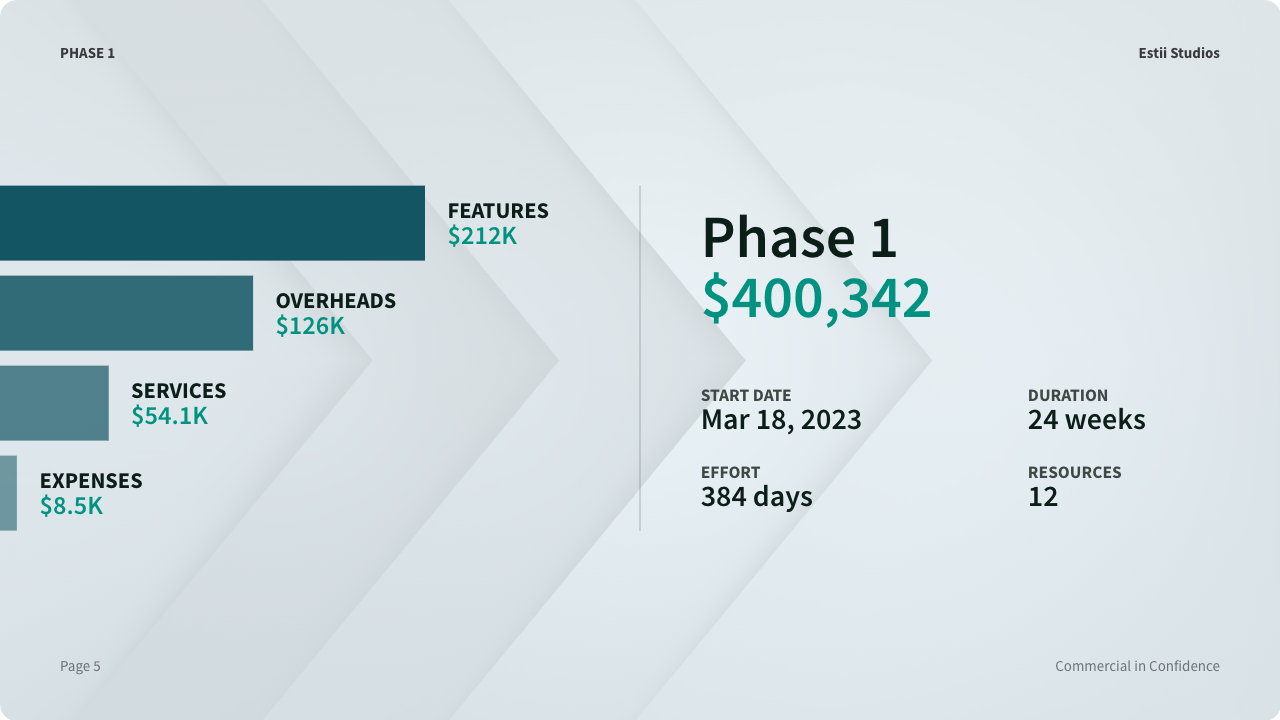 PHASE 1
Estii Studios
FEATURES
$212K
OVERHEADS
$126K
SERVICES
$54.1K
EXPENSES
$8.5K
Phase 1
$400,342
START DATE
Mar 18, 2023
DURATION
24 weeks
EFFORT
384 days
RESOURCES
12
Page 5
Commercial in Confidence